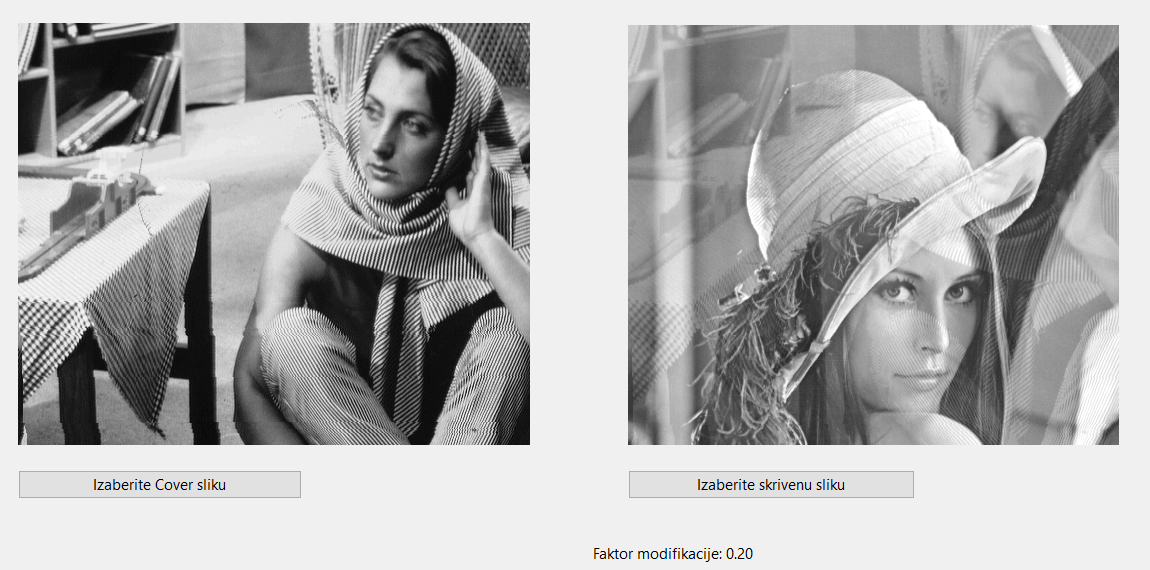 Izaberite Cover sliku
Izaberite skrivenu sliku
Faktor modifikacije: 0.20